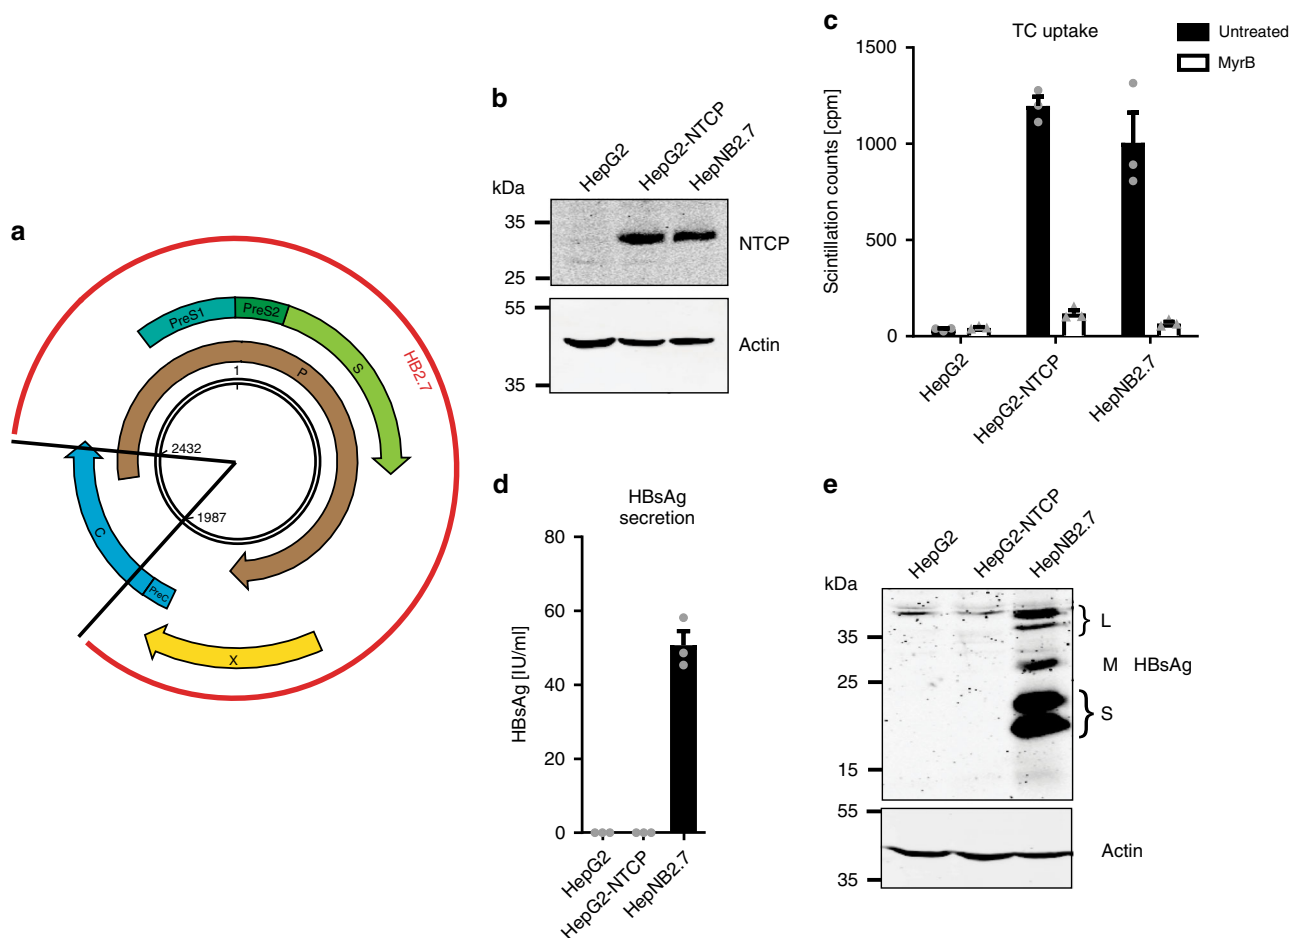 a
PreS1
PreS2
S
HB2.7
P
1
2432
1987
C
PreC
X
b
HepG2
HepG2-NTCP
HepNB2.7
kDa
35
NTCP
25
55
Actin
35
c
TC uptake
Untreated
MyrB
Scintillation counts [cpm]
1500
1000
500
0
HepG2
HepG2-NTCP
HepNB2.7
d
HBsAg
secretion
HBsAg [IU/ml]
80
60
40
20
0
HepG2
HepG2-NTCP
HepNB2.7
e
HepG2
HepG2-NTCP
HepNB2.7
kDa
L
35
M HBsAg
25
S
15
55
Actin
35